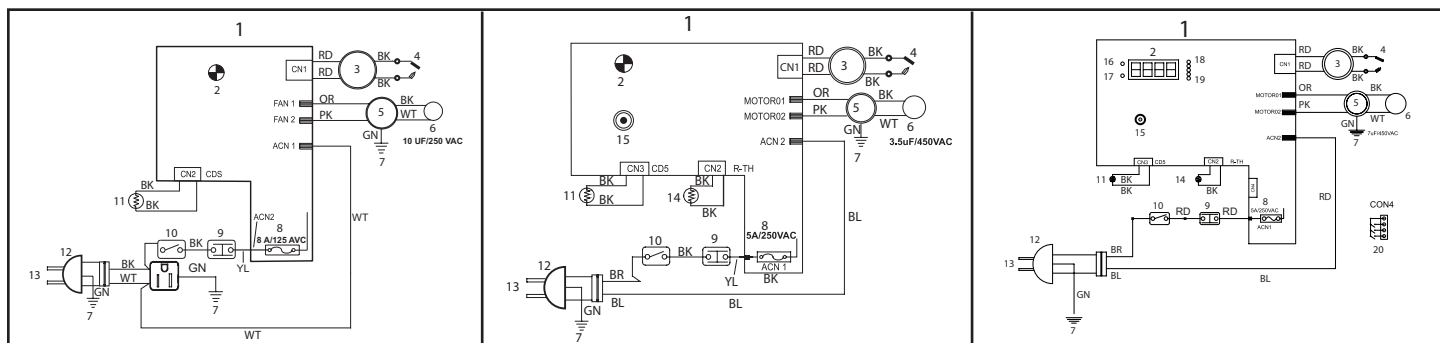 1
2
CN1
RD
RD
3
BK
BK
4
FAN 1
FAN 2
OR
PK
5
BK
WT
6
GN
7
10 UF/250 VAC
ACN 1
CN2
CDS
BK
BK
11
WT
ACN2
8
8 A/125 AVC
10
BK
9
YL
12
13
BK
WT
GN
GN
7
7
WT
1
2
15
CN1
RD
RD
3
BK
BK
4
MOTOR01
MOTOR02
OR
PK
5
BK
WT
6
GN
7
3.5uF/450VAC
ACN 2
CN3
CD5
CN2
R-TH
BK
BK
11
BK
BK
14
BL
8
5A/250VAC
ACN 1
BK
10
BK
9
YL
12
13
BR
BL
GN
7
BL
1
2
16
17
18
19
15
CN1
RD
RD
3
BK
BK
4
MOTOR01
MOTOR02
OR
PK
5
BK
WT
6
GN
7
7uF/450VAC
ACN2
CN3
CD5
CN2
R-TH
BK
BK
11
BK
BK
14
CN4
RD
8
5A/250VAC
ACN1
10
RD
9
RD
CON4
20
12
13
BR
BL
GN
7
BL